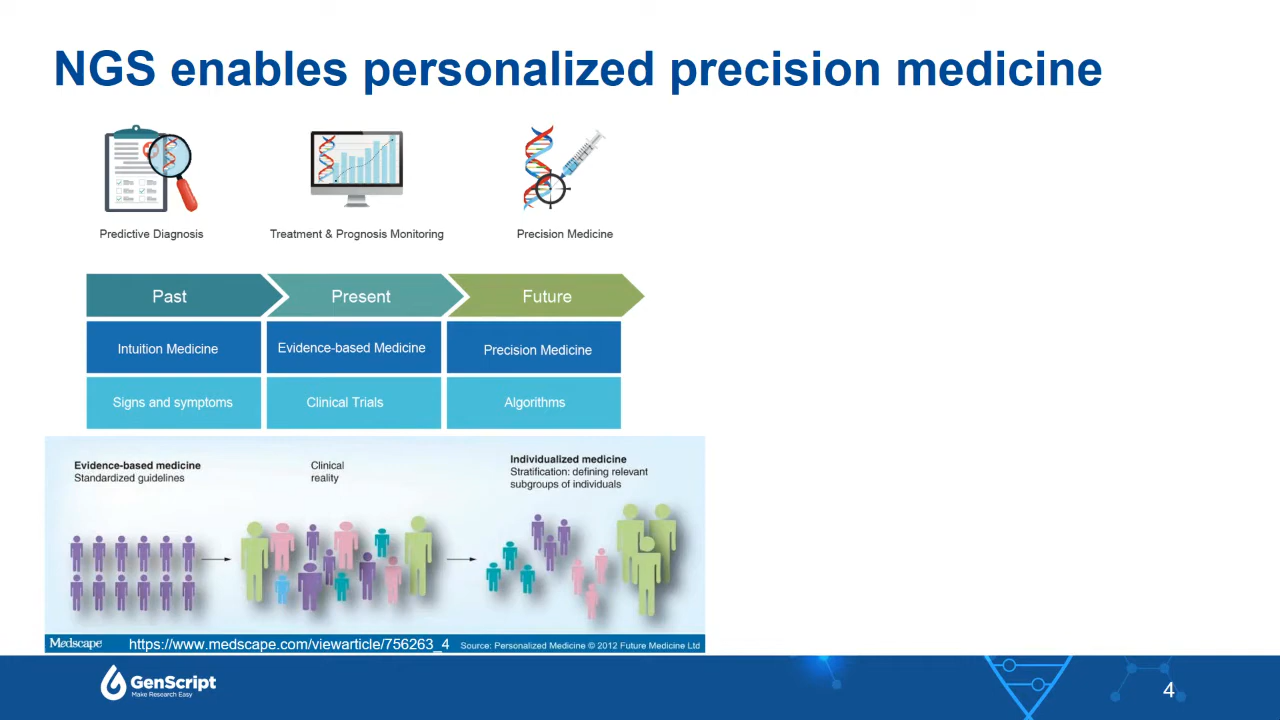 NGS enables personalized precision medicine
Predictive Diagnosis
Treatment & Prognosis Monitoring
Precision Medicine
Past
Present
Future
Intuition Medicine
Evidence-based Medicine
Precision Medicine
Signs and symptoms
Clinical Trials
Algorithms
Evidence-based medicine
Standardized guidelines
Clinical
reality
Individualized medicine
Stratification: defining relevant
subgroups of individuals
Medscape
https://www.medscape.com/viewarticle/756263_4
Source: Personalized Medicine © 2012 Future Medicine Ltd
GenScript
Make Research Easy
4